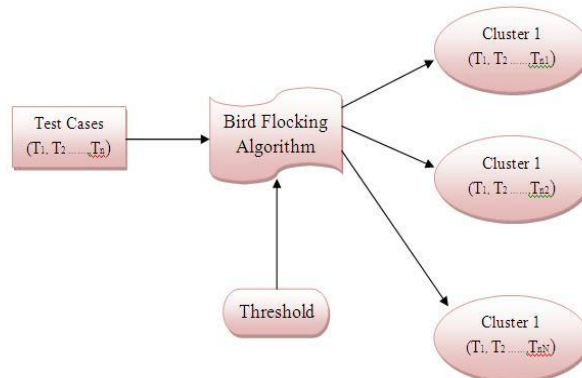 Cluster 1
(T1, T2 ......,Tn1)
Test Cases
(T1, T2 ......,Tn)
Bird Flocking
Algorithm
Cluster 1
(T1, T2 ......,Tn2)
Threshold
Cluster 1
(T1, T2 ......,TnN)